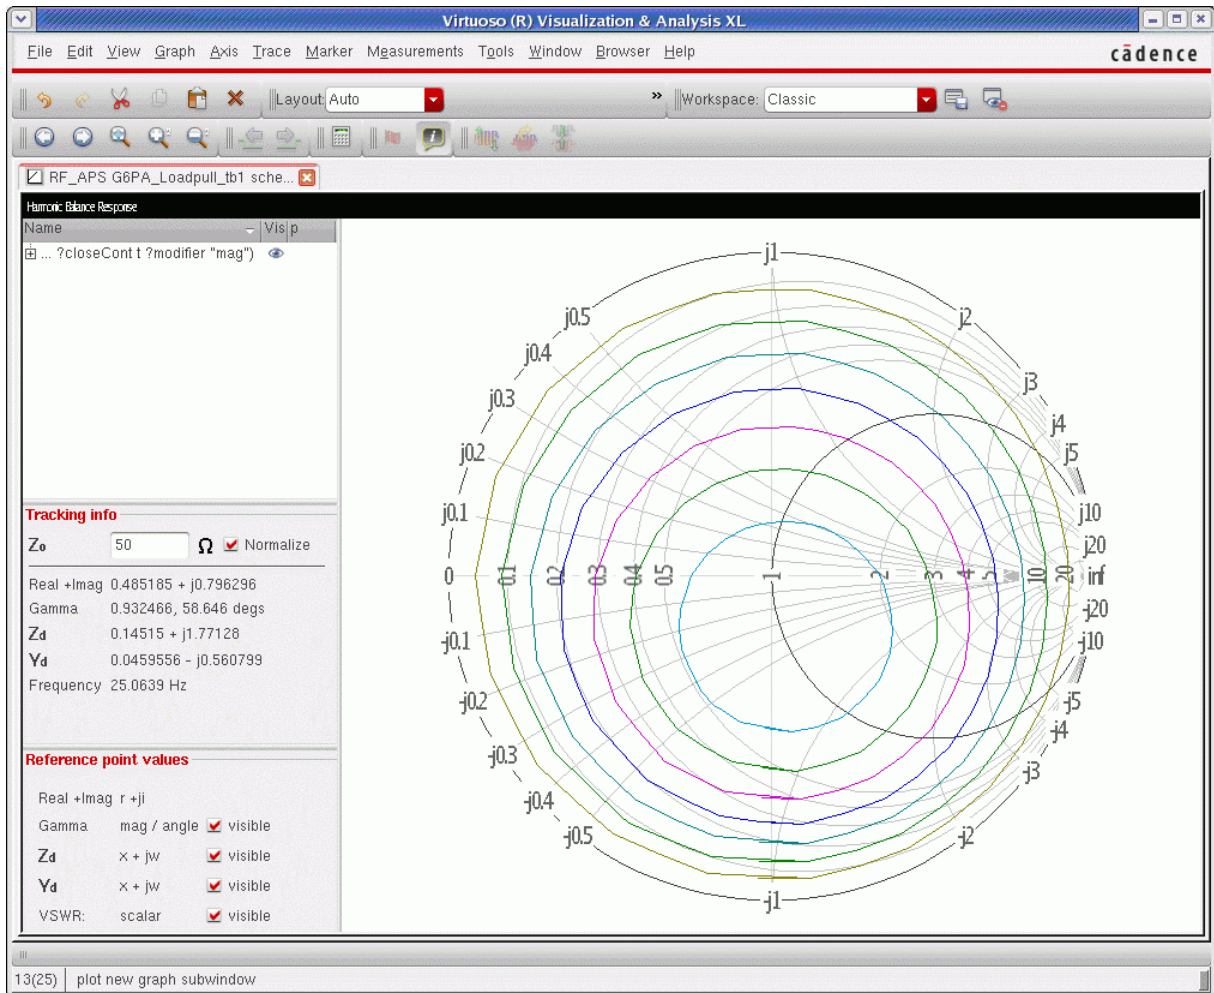 Virtuoso (R) Visualization & Analysis XL
File Edit View Graph Axis Trace Marker Measurements Tools Window Browser Help
cādence
Layout: Auto
» Workspace: Classic
RF_APS G6PA_Loadpull_tb1 sche...
Harmonic Balance Response
Name Vis p
... ?closeCont t ?modifier "mag")
j1
j0.5
j2
j0.4
j3
j0.3
j4
j0.2
j5
j0.1
j10
j20
0 0.1 0.2 0.3 0.4 0.5 1 2 3 4 5 10 20 inf
-j20
-j0.1
-j10
-j0.2
-j5
-j4
-j0.3
-j3
-j0.4
-j0.5
-j2
-j1
Tracking info
Zo 50 Ω Normalize
Real +Imag 0.485185 + j0.796296
Gamma 0.932466, 58.646 degs
Zd 0.14515 + j1.77128
Yd 0.0459556 - j0.560799
Frequency 25.0639 Hz
Reference point values
Real +Imag r +ji
Gamma mag / angle visible
Zd x + jw visible
Yd x + jw visible
VSWR: scalar visible
13(25) plot new graph subwindow